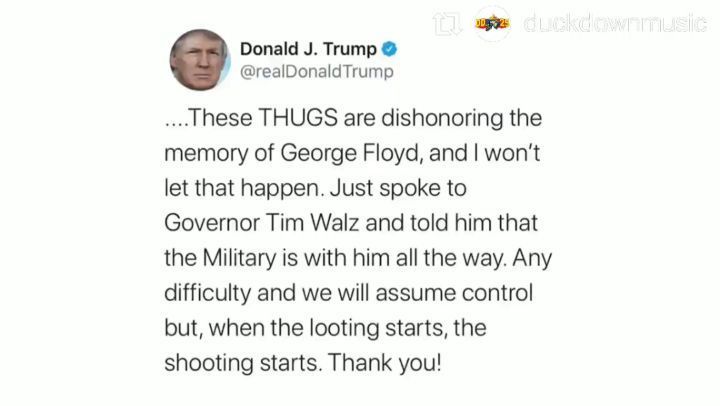 duckdownmusic
Donald J. Trump
@realDonaldTrump
....These THUGS are dishonoring the
memory of George Floyd, and I won't
let that happen. Just spoke to
Governor Tim Walz and told him that
the Military is with him all the way. Any
difficulty and we will assume control
but, when the looting starts, the
shooting starts. Thank you!